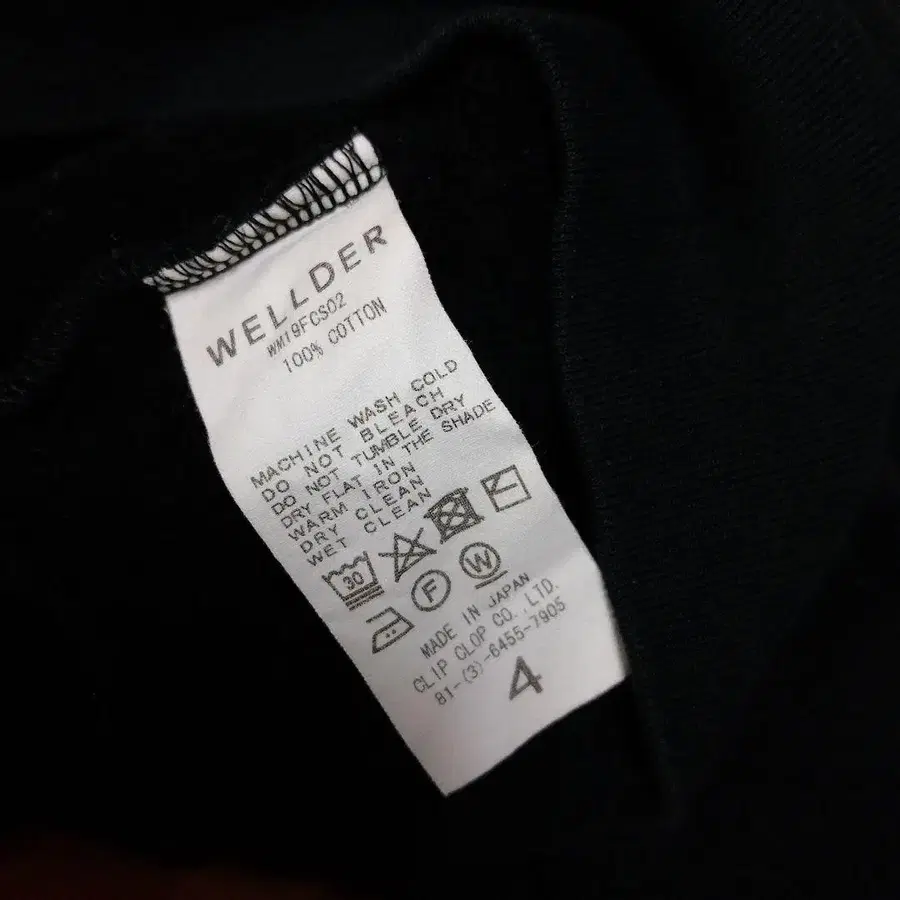 WELLDER
WM19FCS02
100% COTTON
MACHINE WASH COLD
DO NOT BLEACH
DO NOT TUMBLE DRY
DRY FLAT IN THE SHADE
WARM IRON
DRY CLEAN
WET CLEAN
30
F W
MADE IN JAPAN
CLIP CLOP CO.,LTD.
81-(3)-6455-7905
4